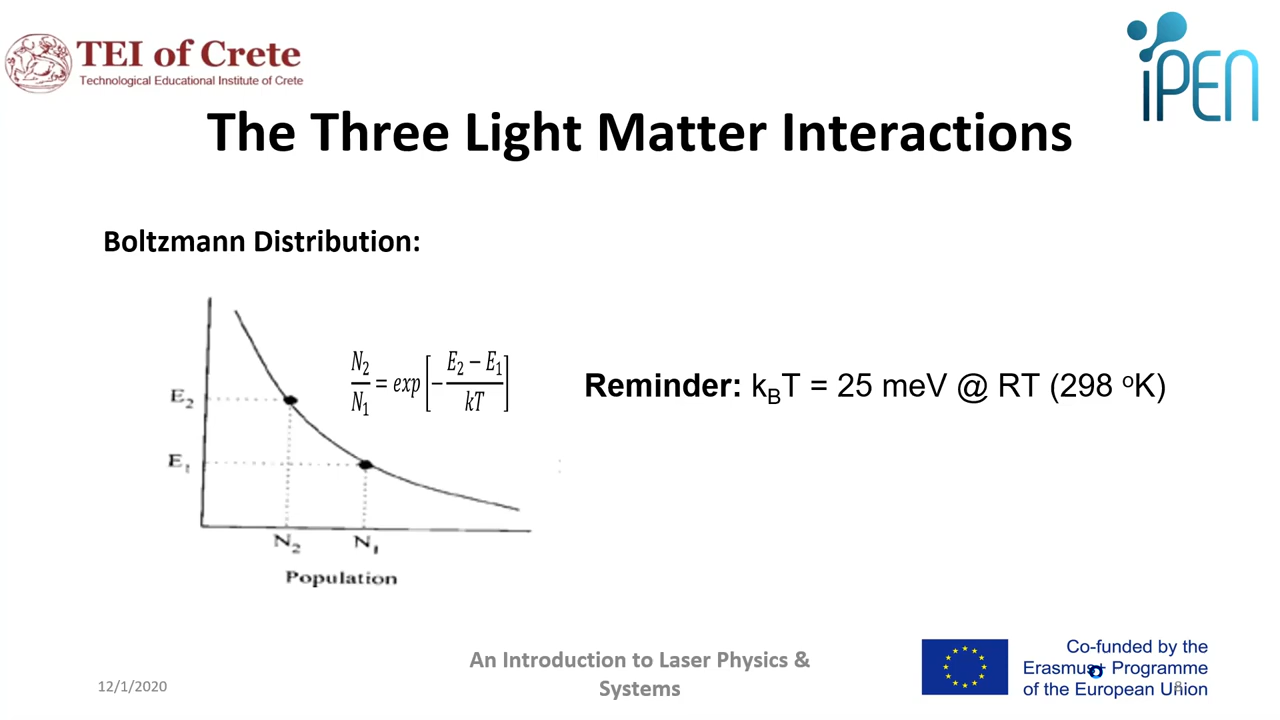 TEI of Crete
Technological Educational Institute of Crete
iPEN
The Three Light Matter Interactions
Boltzmann Distribution:
N₂/N₁ = exp[−(E₂ − E₁)/kT]
E₂
E₁
N₂ N₁
Population
Reminder: k_BT = 25 meV @ RT (298 ᵒK)
12/1/2020
An Introduction to Laser Physics &
Systems
Co-funded by the
Erasmus+ Programme
of the European Union
8